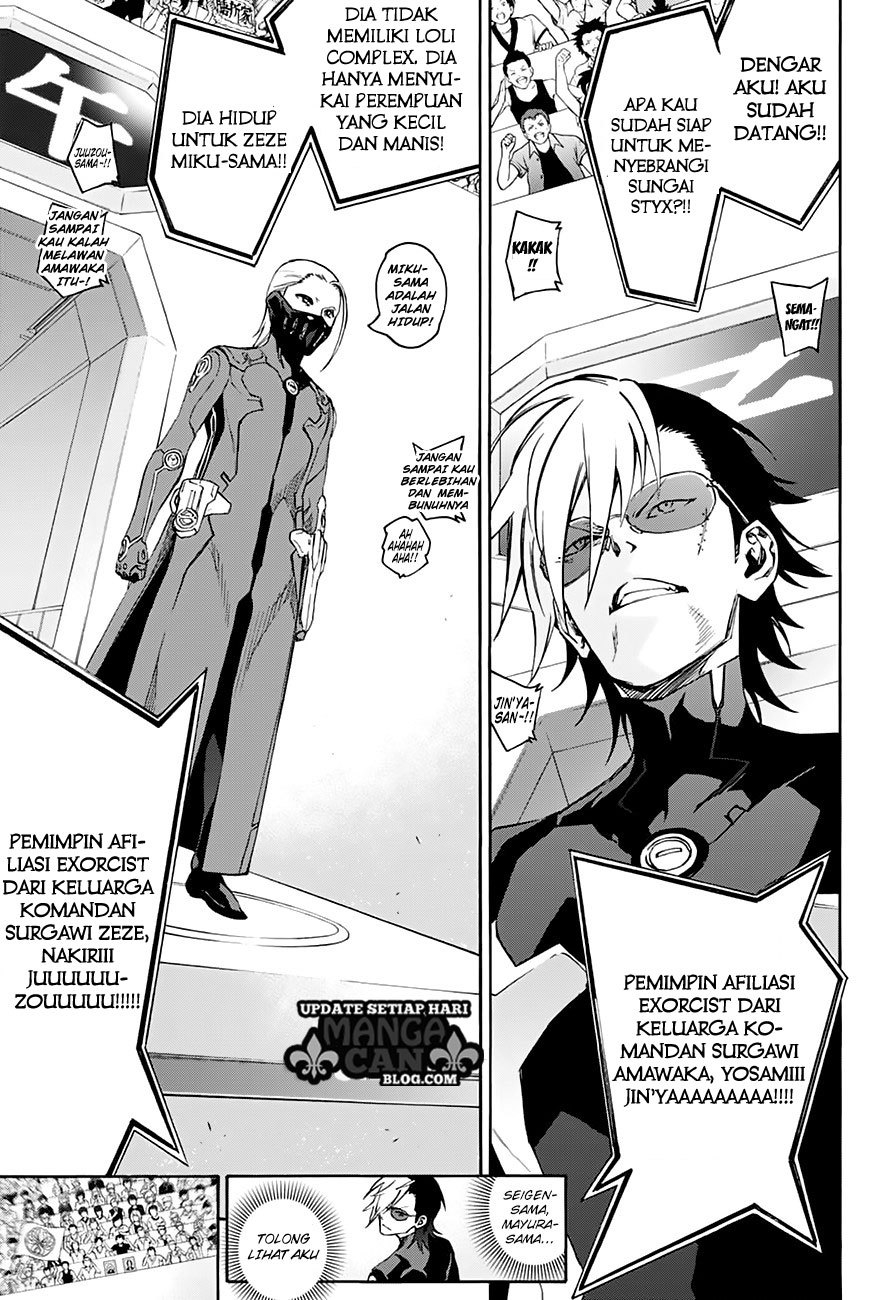 DENGAR
AKU! AKU
SUDAH
DATANG!!
APA KAU
SUDAH SIAP
UNTUK ME-
NYEBRANGI
SUNGAI
STYX?!!
KAKAK
!!
SEMA-
NGAT!!
JIN'YA-
SAN-!!
PEMIMPIN AFILIASI
EXORCIST DARI
KELUARGA KO-
MANDAN SURGAWI
AMAWAKA, YOSAMIII
JIN'YAAAAAAAAA!!!!
DIA TIDAK
MEMILIKI LOLI
COMPLEX. DIA
HANYA MENYU-
KAI PEREMPUAN
YANG KECIL
DAN MANIS!
DIA HIDUP
UNTUK ZEZE
MIKU-SAMA!!
午
JUUZOU-
SAMA-!!
JANGAN
SAMPAI
KAU KALAH
MELAWAN
AMAWAKA
ITU-!
MIKU-
SAMA
ADALAH
JALAN
HIDUP!
JANGAN
SAMPAI KAU
BERLEBIHAN
DAN MEM-
BUNUHNYA
AH
AHAHAH
AHA!!
PEMIMPIN AFI-
LIASI EXORCIST
DARI KELUARGA
KOMANDAN
SURGAWI ZEZE,
NAKIRIII
JUUUUUU-
ZOUUUUU!!!!!
UPDATE SETIAP HARI
MANGA
CAN
BLOG.COM
SEIGEN-
SAMA,
MAYURA-
SAMA...
TOLONG
LIHAT AKU